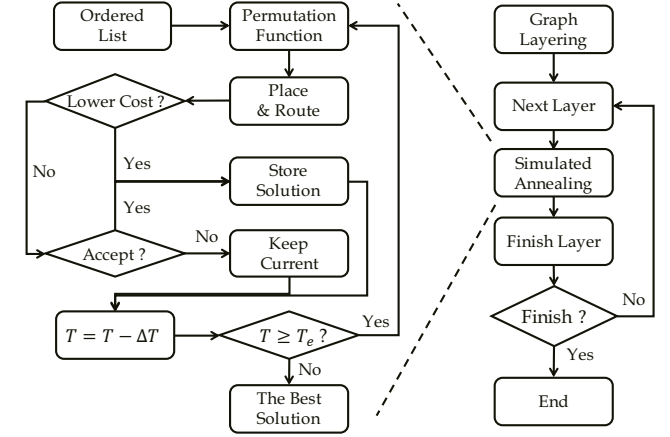 Ordered
List
Permutation
Function
Place
& Route
Lower Cost ?
No
Yes
Store
Solution
Yes
Accept ?
No
Keep
Current
T = T − ΔT
T ≥ Tₑ ?
Yes
No
The Best
Solution
Graph
Layering
Next Layer
Simulated
Annealing
Finish Layer
Finish ?
No
Yes
End